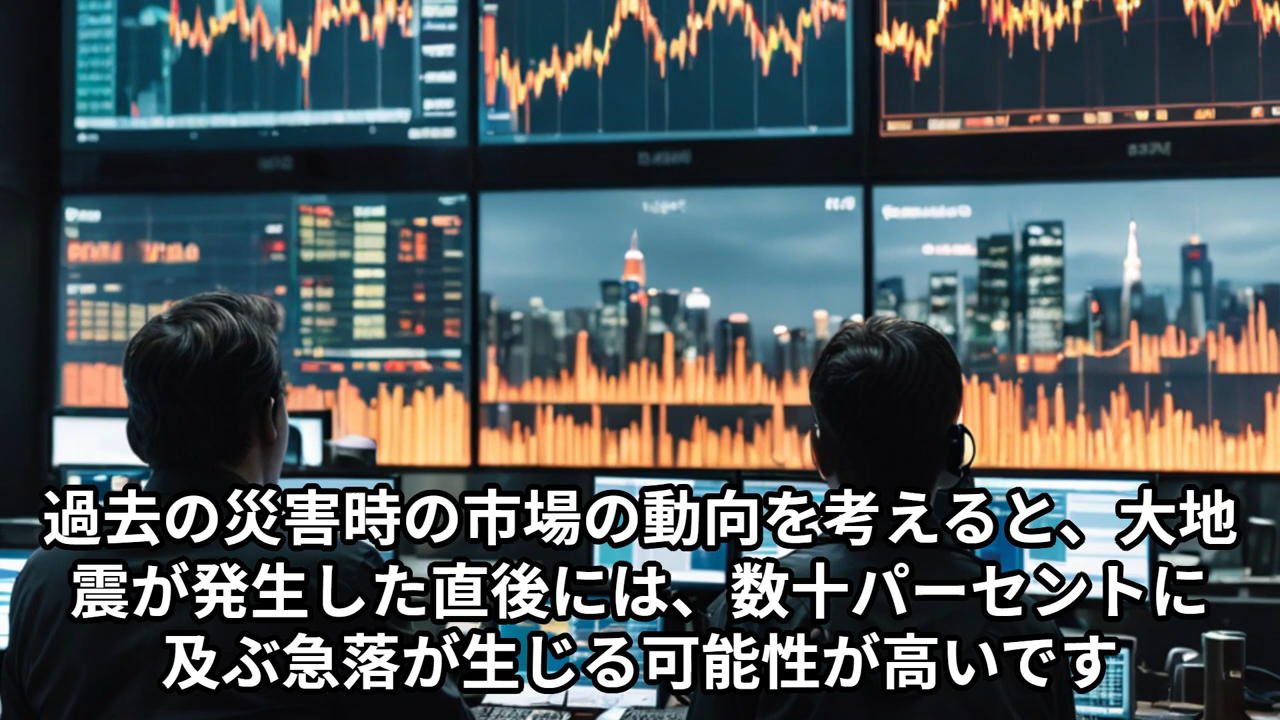 過去の災害時の市場の動向を考えると、大地
震が発生した直後には、数十パーセントに
及ぶ急落が生じる可能性が高いです